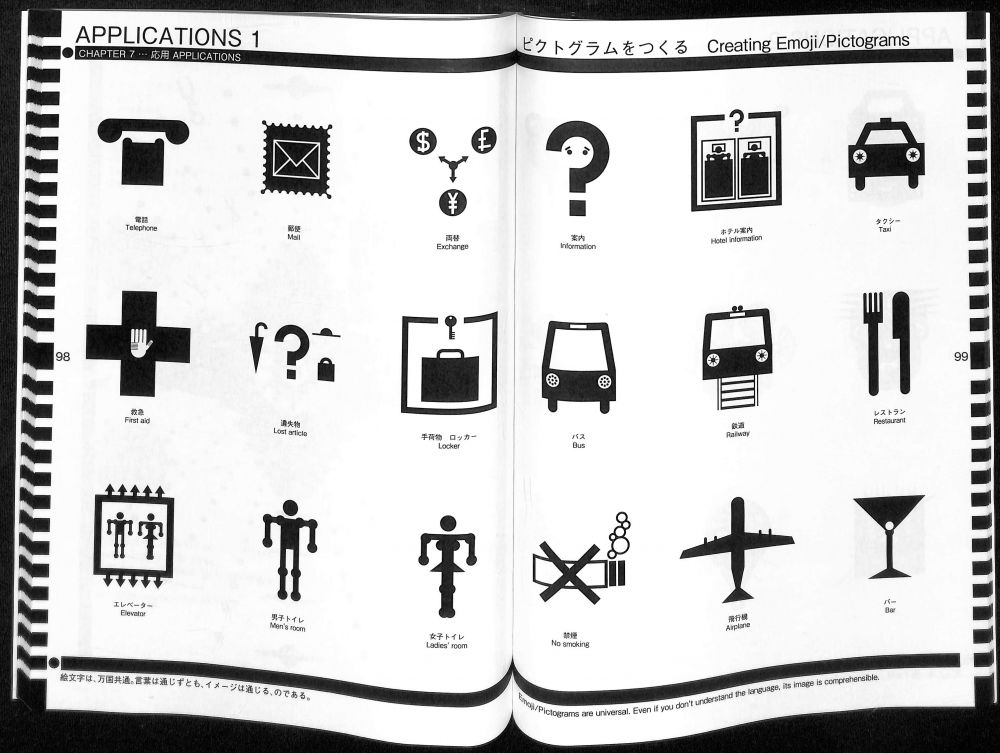 APPLICATIONS 1
CHAPTER 7 … 応用 APPLICATIONS
ピクトグラムをつくる Creating Emoji/Pictograms
電話
Telephone
郵便
Mail
$
£
¥
両替
Exchange
?
案内
Information
?
ホテル案内
Hotel information
タクシー
Taxi
98
救急
First aid
?
遺失物
Lost article
手荷物 ロッカー
Locker
バス
Bus
鉄道
Railway
レストラン
Restaurant
99
エレベーター
Elevator
男子トイレ
Men's room
女子トイレ
Ladies' room
禁煙
No smoking
飛行機
Airplane
バー
Bar
絵文字は、万国共通。言葉は通じずとも、イメージは通じる、のである。
Emoji/Pictograms are universal. Even if you don't understand the language, its image is comprehensible.